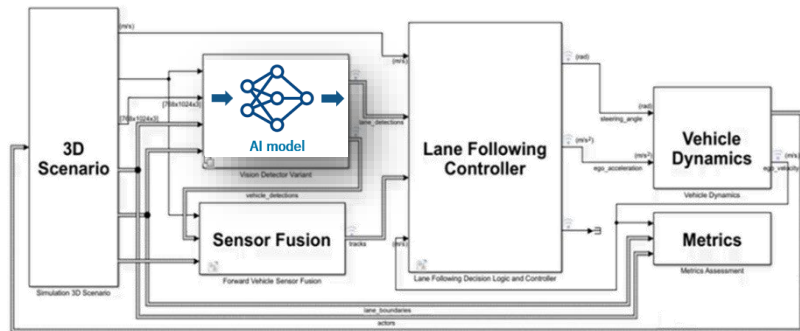 (m/s)
3D
Scenario
Simulation 3D Scenario
[768x1024x3]
[768x1024x3]
AI model
Vision Detector Variant
lane_detections
vehicle_detections
Sensor Fusion
Forward Vehicle Sensor Fusion
tracks
(m/s)
(m/s)
Lane Following
Controller
Lane Following Decision Logic and Controller
(rad)
steering_angle
(m/s²)
ego_acceleration
(rad)
(m/s²)
Vehicle
Dynamics
Vehicle Dynamics
(m/s)
ego_velocity
Metrics
Metrics Assessment
lane_boundaries
actors